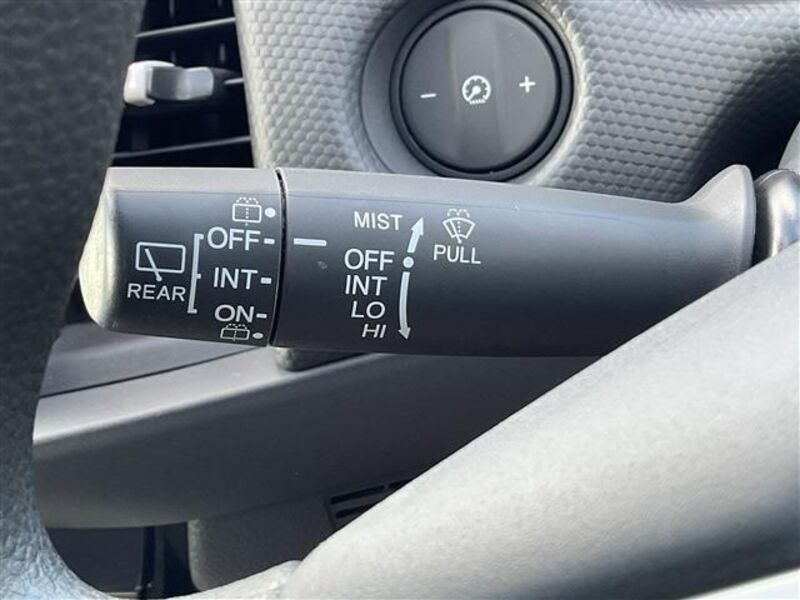 REAR
OFF
INT
ON
MIST
OFF
INT
LO
HI
PULL
- +